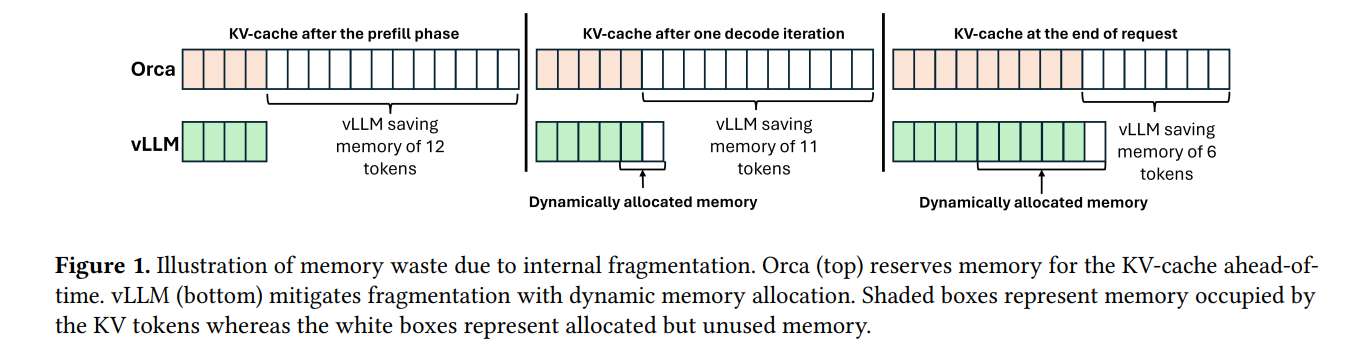 KV-cache after the prefill phase
KV-cache after one decode iteration
KV-cache at the end of request
Orca
vLLM saving
memory of 12
tokens
vLLM saving
memory of 11
tokens
vLLM saving
memory of 6
tokens
vLLM
Dynamically allocated memory
Dynamically allocated memory
Figure 1. Illustration of memory waste due to internal fragmentation. Orca (top) reserves memory for the KV-cache ahead-of-
time. vLLM (bottom) mitigates fragmentation with dynamic memory allocation. Shaded boxes represent memory occupied by
the KV tokens whereas the white boxes represent allocated but unused memory.